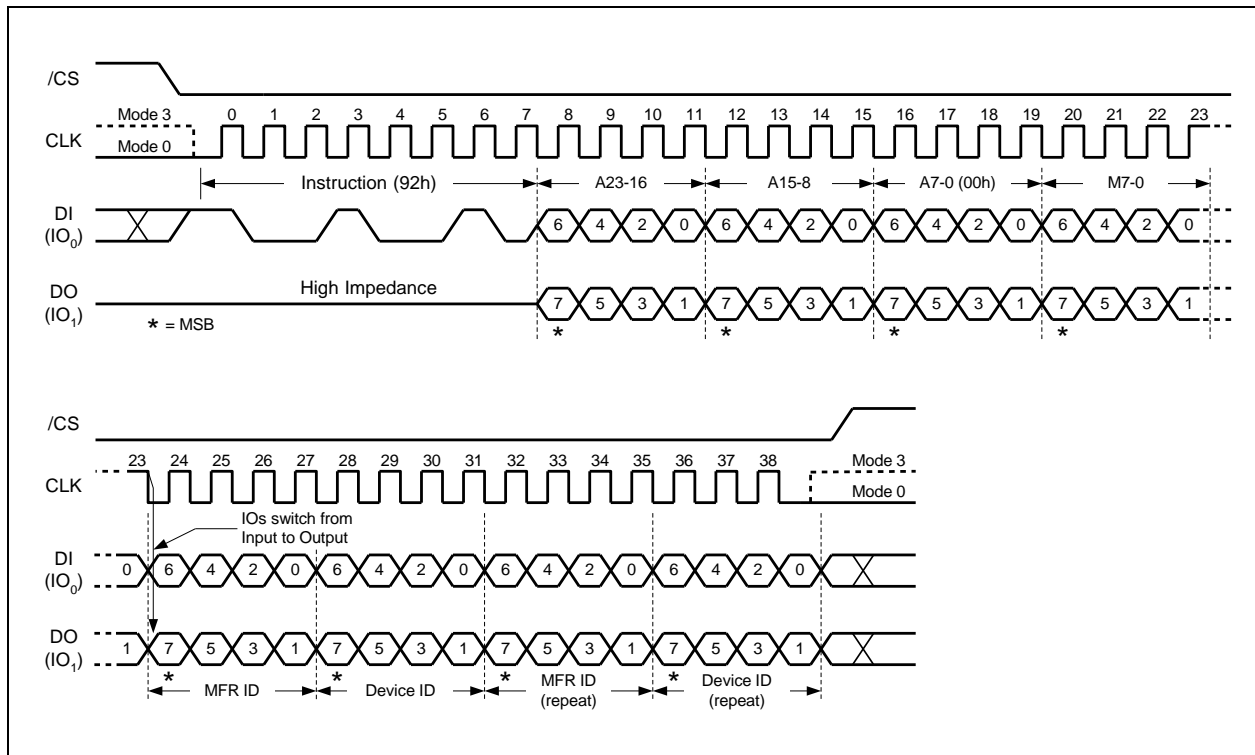 /CS
Mode 3 0 1 2 3 4 5 6 7 8 9 10 11 12 13 14 15 16 17 18 19 20 21 22 23
CLK
Mode 0
Instruction (92h) A23-16 A15-8 A7-0 (00h) M7-0
DI
(IO0)
6 4 2 0 6 4 2 0 6 4 2 0 6 4 2 0
High Impedance
DO
(IO1)
7 5 3 1 7 5 3 1 7 5 3 1 7 5 3 1
* = MSB
* * * *
/CS
23 24 25 26 27 28 29 30 31 32 33 34 35 36 37 38 Mode 3
CLK
Mode 0
IOs switch from
Input to Output
DI
(IO0)
0 6 4 2 0 6 4 2 0 6 4 2 0 6 4 2 0
DO
(IO1)
1 7 5 3 1 7 5 3 1 7 5 3 1 7 5 3 1
* * * *
MFR ID Device ID MFR ID
(repeat)
Device ID
(repeat)